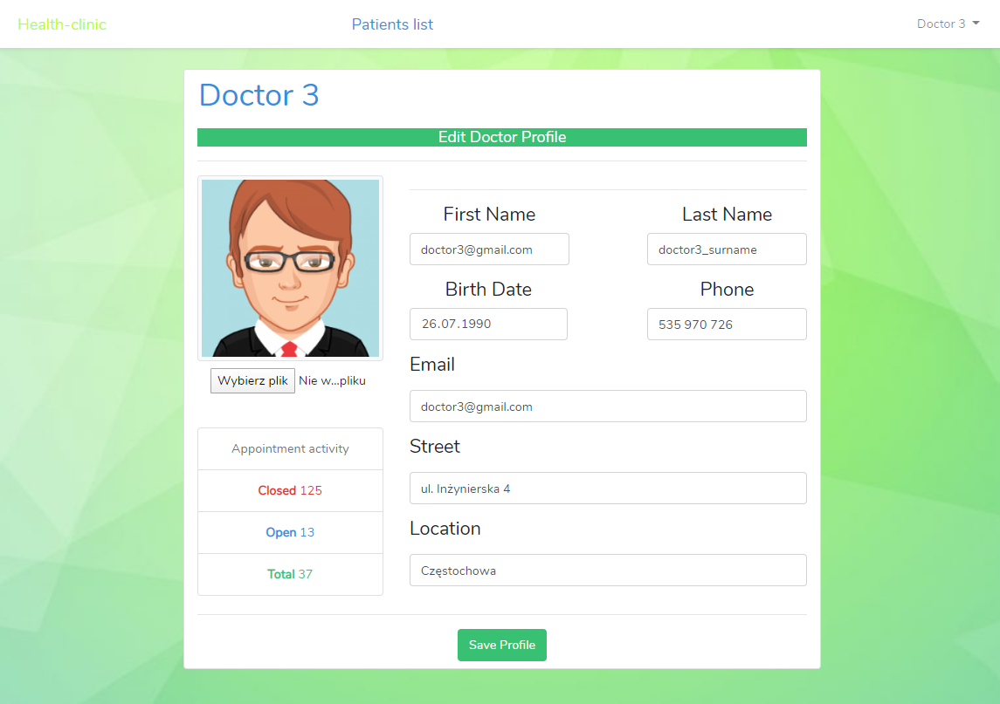 Health-clinic
Patients list
Doctor 3
Doctor 3
Edit Doctor Profile
Wybierz plik Nie w...pliku
Appointment activity
Closed 125
Open 13
Total 37
First Name
Last Name
doctor3@gmail.com
doctor3_surname
Birth Date
Phone
26.07.1990
535 970 726
Email
doctor3@gmail.com
Street
ul. Inżynierska 4
Location
Częstochowa
Save Profile